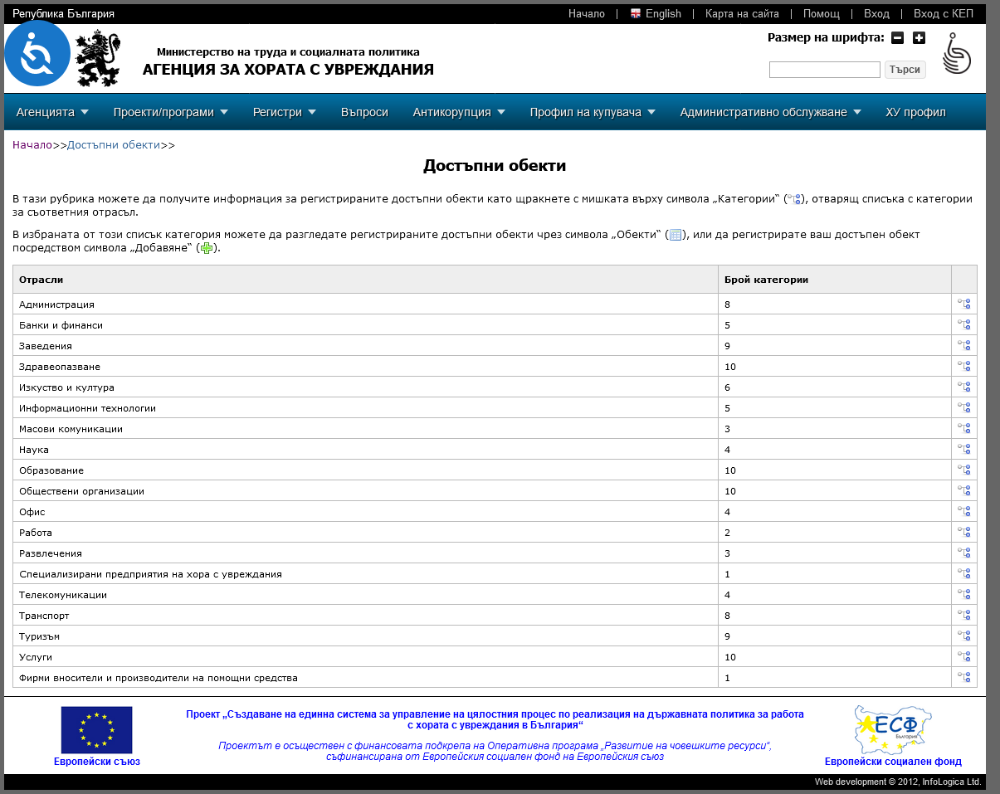 Република България
Начало | English | Карта на сайта | Помощ | Вход | Вход с КЕП
Размер на шрифта:
Министерство на труда и социалната политика
АГЕНЦИЯ ЗА ХОРАТА С УВРЕЖДАНИЯ
Търси
Агенцията Проекти/програми Регистри Въпроси Антикорупция Профил на купувача Административно обслужване ХУ профил
Начало>>Достъпни обекти>>
Достъпни обекти
В тази рубрика можете да получите информация за регистрираните достъпни обекти като щракнете с мишката върху символа „Категории“ (), отварящ списъка с категории
за съответния отрасъл.
В избраната от този списък категория можете да разгледате регистрираните достъпни обекти чрез символа „Обекти“ (), или да регистрирате ваш достъпен обект
посредством символа „Добавяне“ ().
Отрасли Брой категории
Администрация 8
Банки и финанси 5
Заведения 9
Здравеопазване 10
Изкуство и култура 6
Информационни технологии 5
Масови комуникации 3
Наука 4
Образование 10
Обществени организации 10
Офис 4
Работа 2
Развлечения 3
Специализирани предприятия на хора с увреждания 1
Телекомуникации 4
Транспорт 8
Туризъм 9
Услуги 10
Фирми вносители и производители на помощни средства 1
Проект „Създаване на единна система за управление на цялостния процес по реализация на държавната политика за работа
с хората с увреждания в България“
Проектът е осъществен с финансовата подкрепа на Оперативна програма „Развитие на човешките ресурси“,
съфинансирана от Европейския социален фонд на Европейския съюз
Европейски съюз
ЕСФ
България
Европейски социален фонд
Web development © 2012, InfoLogica Ltd.